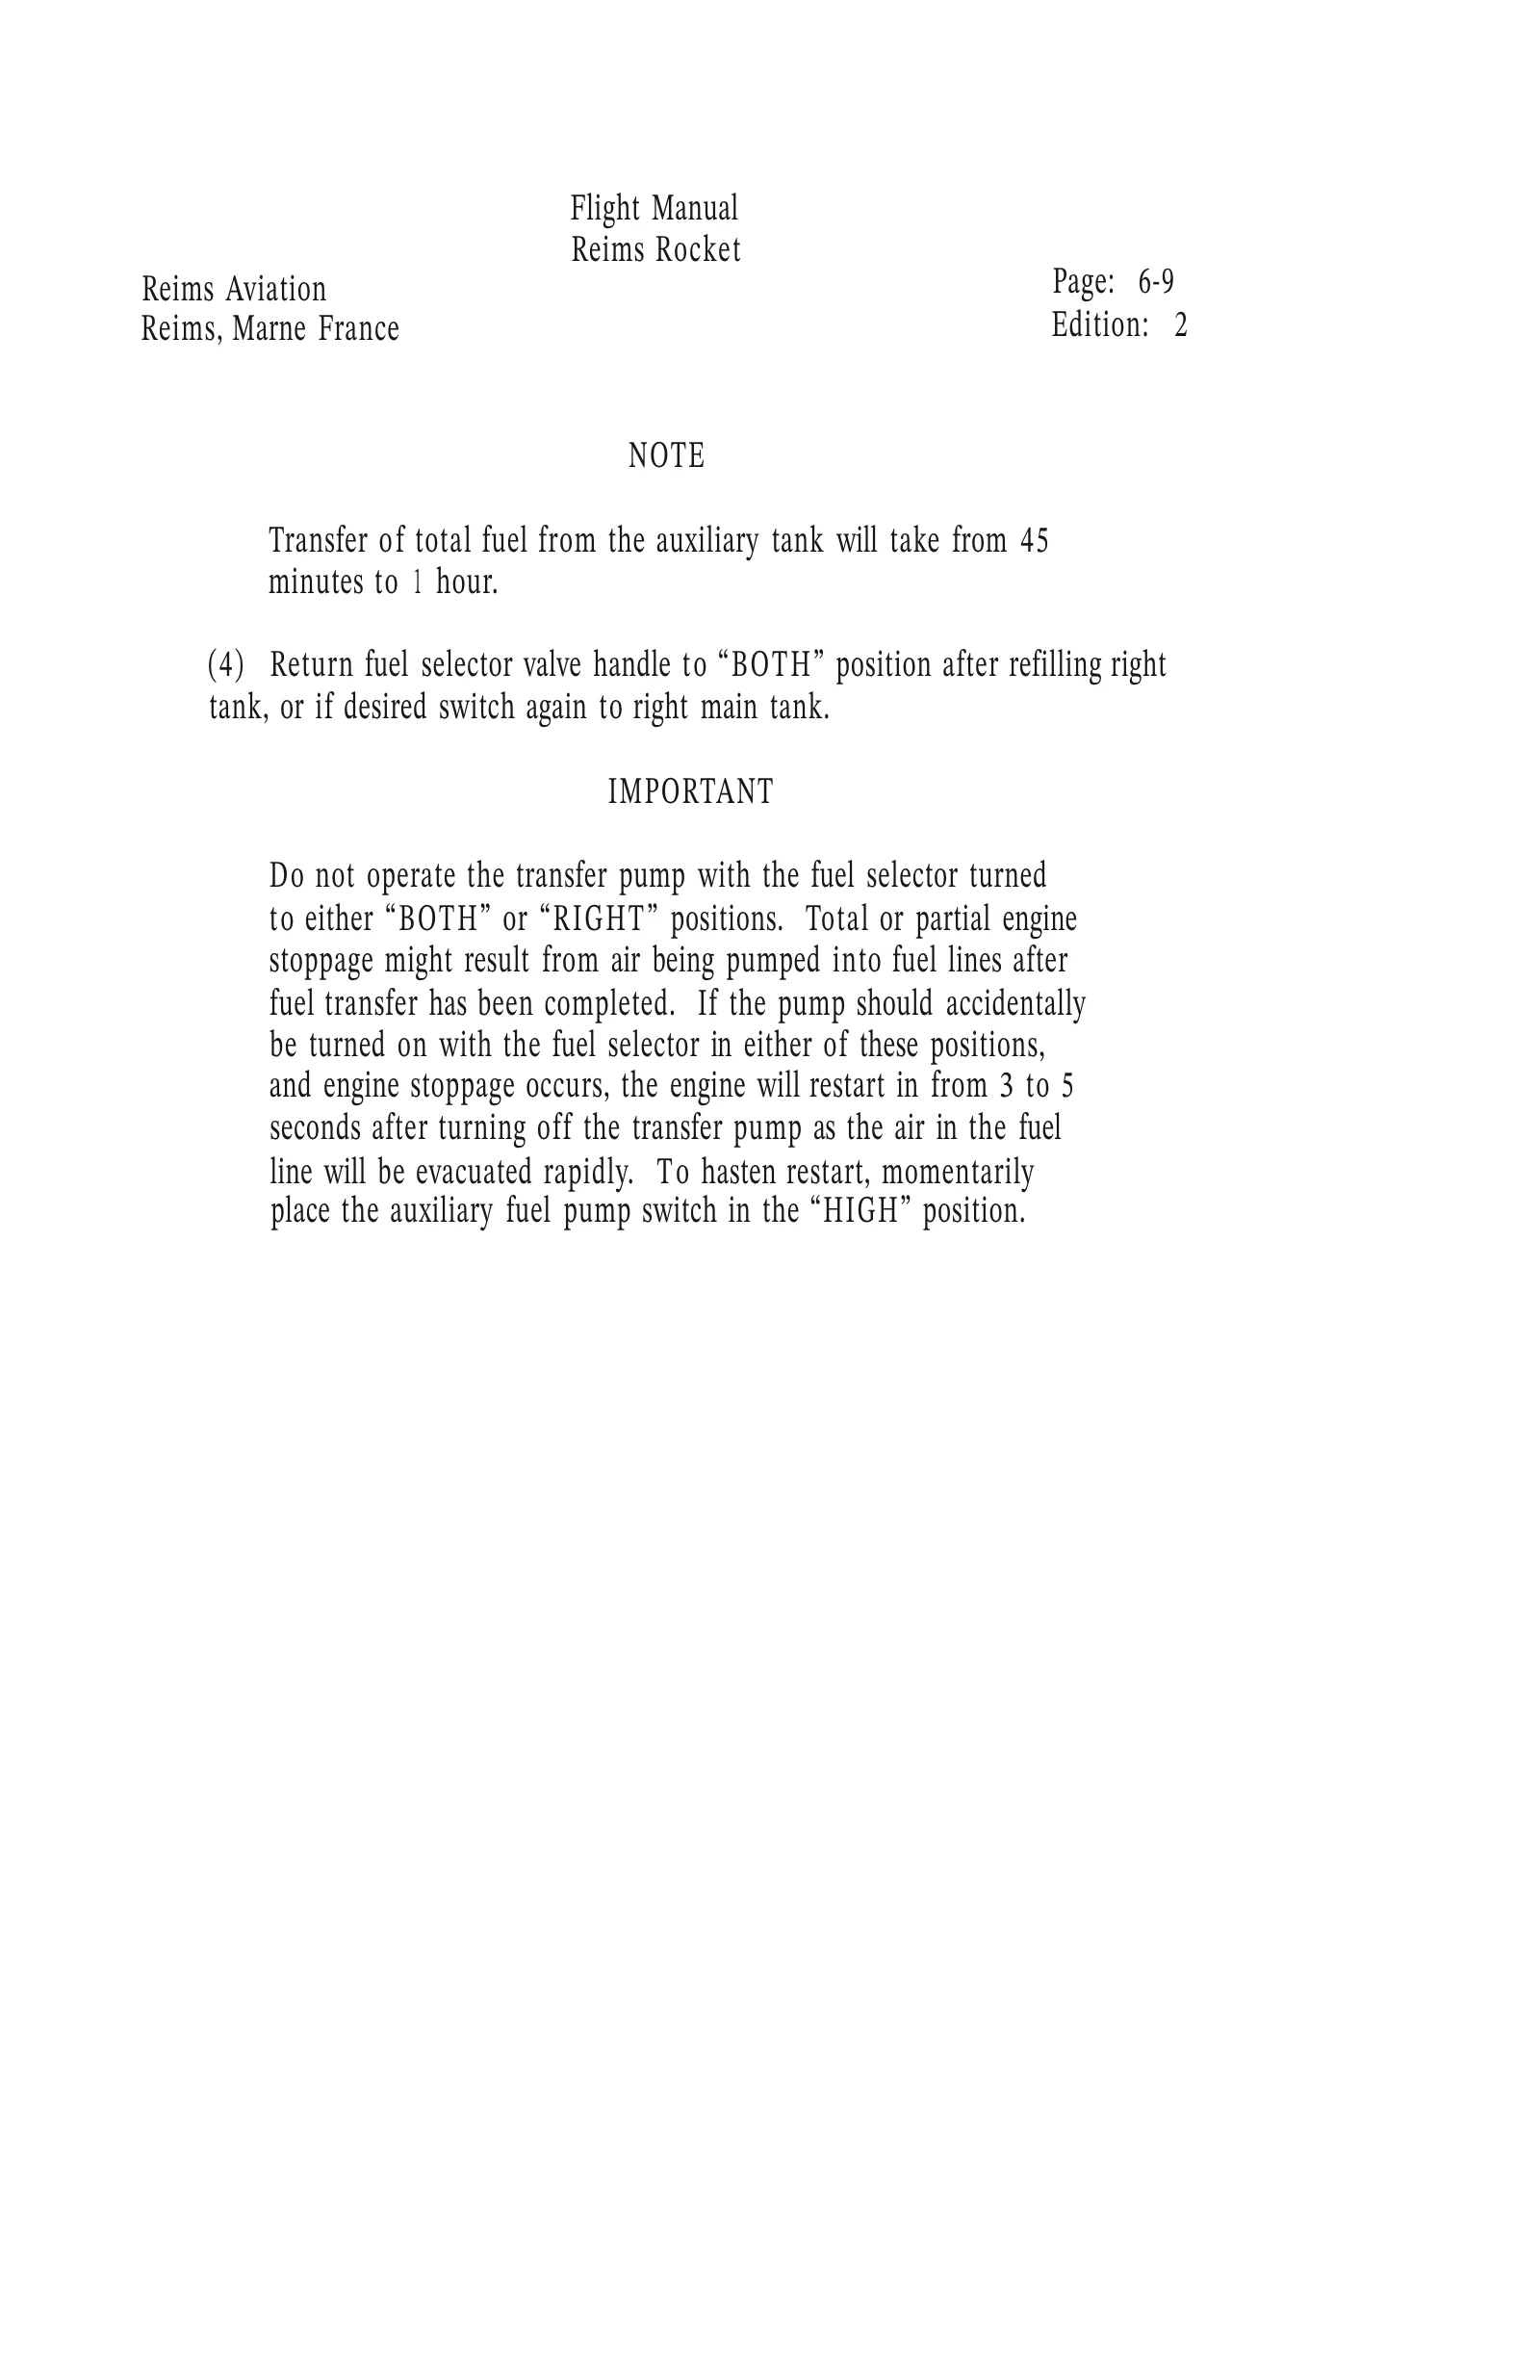 Flight Manual
Reims Rocket
Reims Aviation
Reims, Marne France
Page: 6-9
Edition: 2
NOTE
Transfer of total fuel from the auxiliary tank will take from 45
minutes to 1 hour.
(4) Return fuel selector valve handle to “BOTH” position after refilling right
tank, or if desired switch again to right main tank.
IMPORTANT
Do not operate the transfer pump with the fuel selector turned
to either “BOTH” or “RIGHT” positions. Total or partial engine
stoppage might result from air being pumped into fuel lines after
fuel transfer has been completed. If the pump should accidentally
be turned on with the fuel selector in either of these positions,
and engine stoppage occurs, the engine will restart in from 3 to 5
seconds after turning off the transfer pump as the air in the fuel
line will be evacuated rapidly. To hasten restart, momentarily
place the auxiliary fuel pump switch in the “HIGH” position.